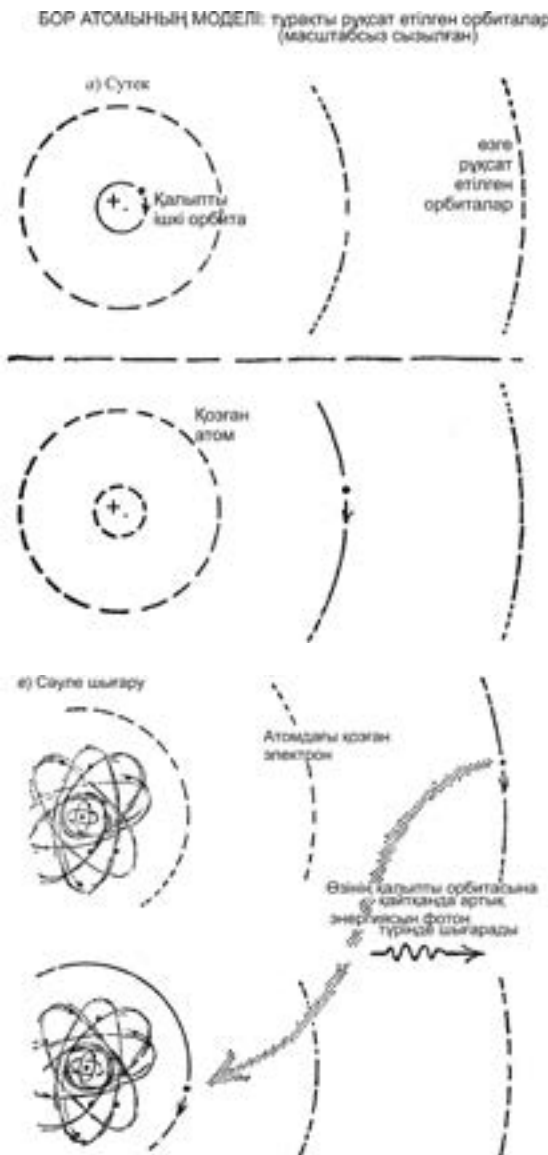 БОР АТОМЫНЫҢ МОДЕЛІ: тұрақты рұқсат етілген орбиталар
(масштабсыз сызылған)
а) Сутек
Қалыпты
ішкі орбита
өзге
рұқсат
етілген
орбиталар
Қозған
атом
е) Сәуле шығару
Атомдағы қозған
электрон
Өзінің қалыпты орбитасына
қайтқанда артық
энергиясын фотон
түрінде шығарады